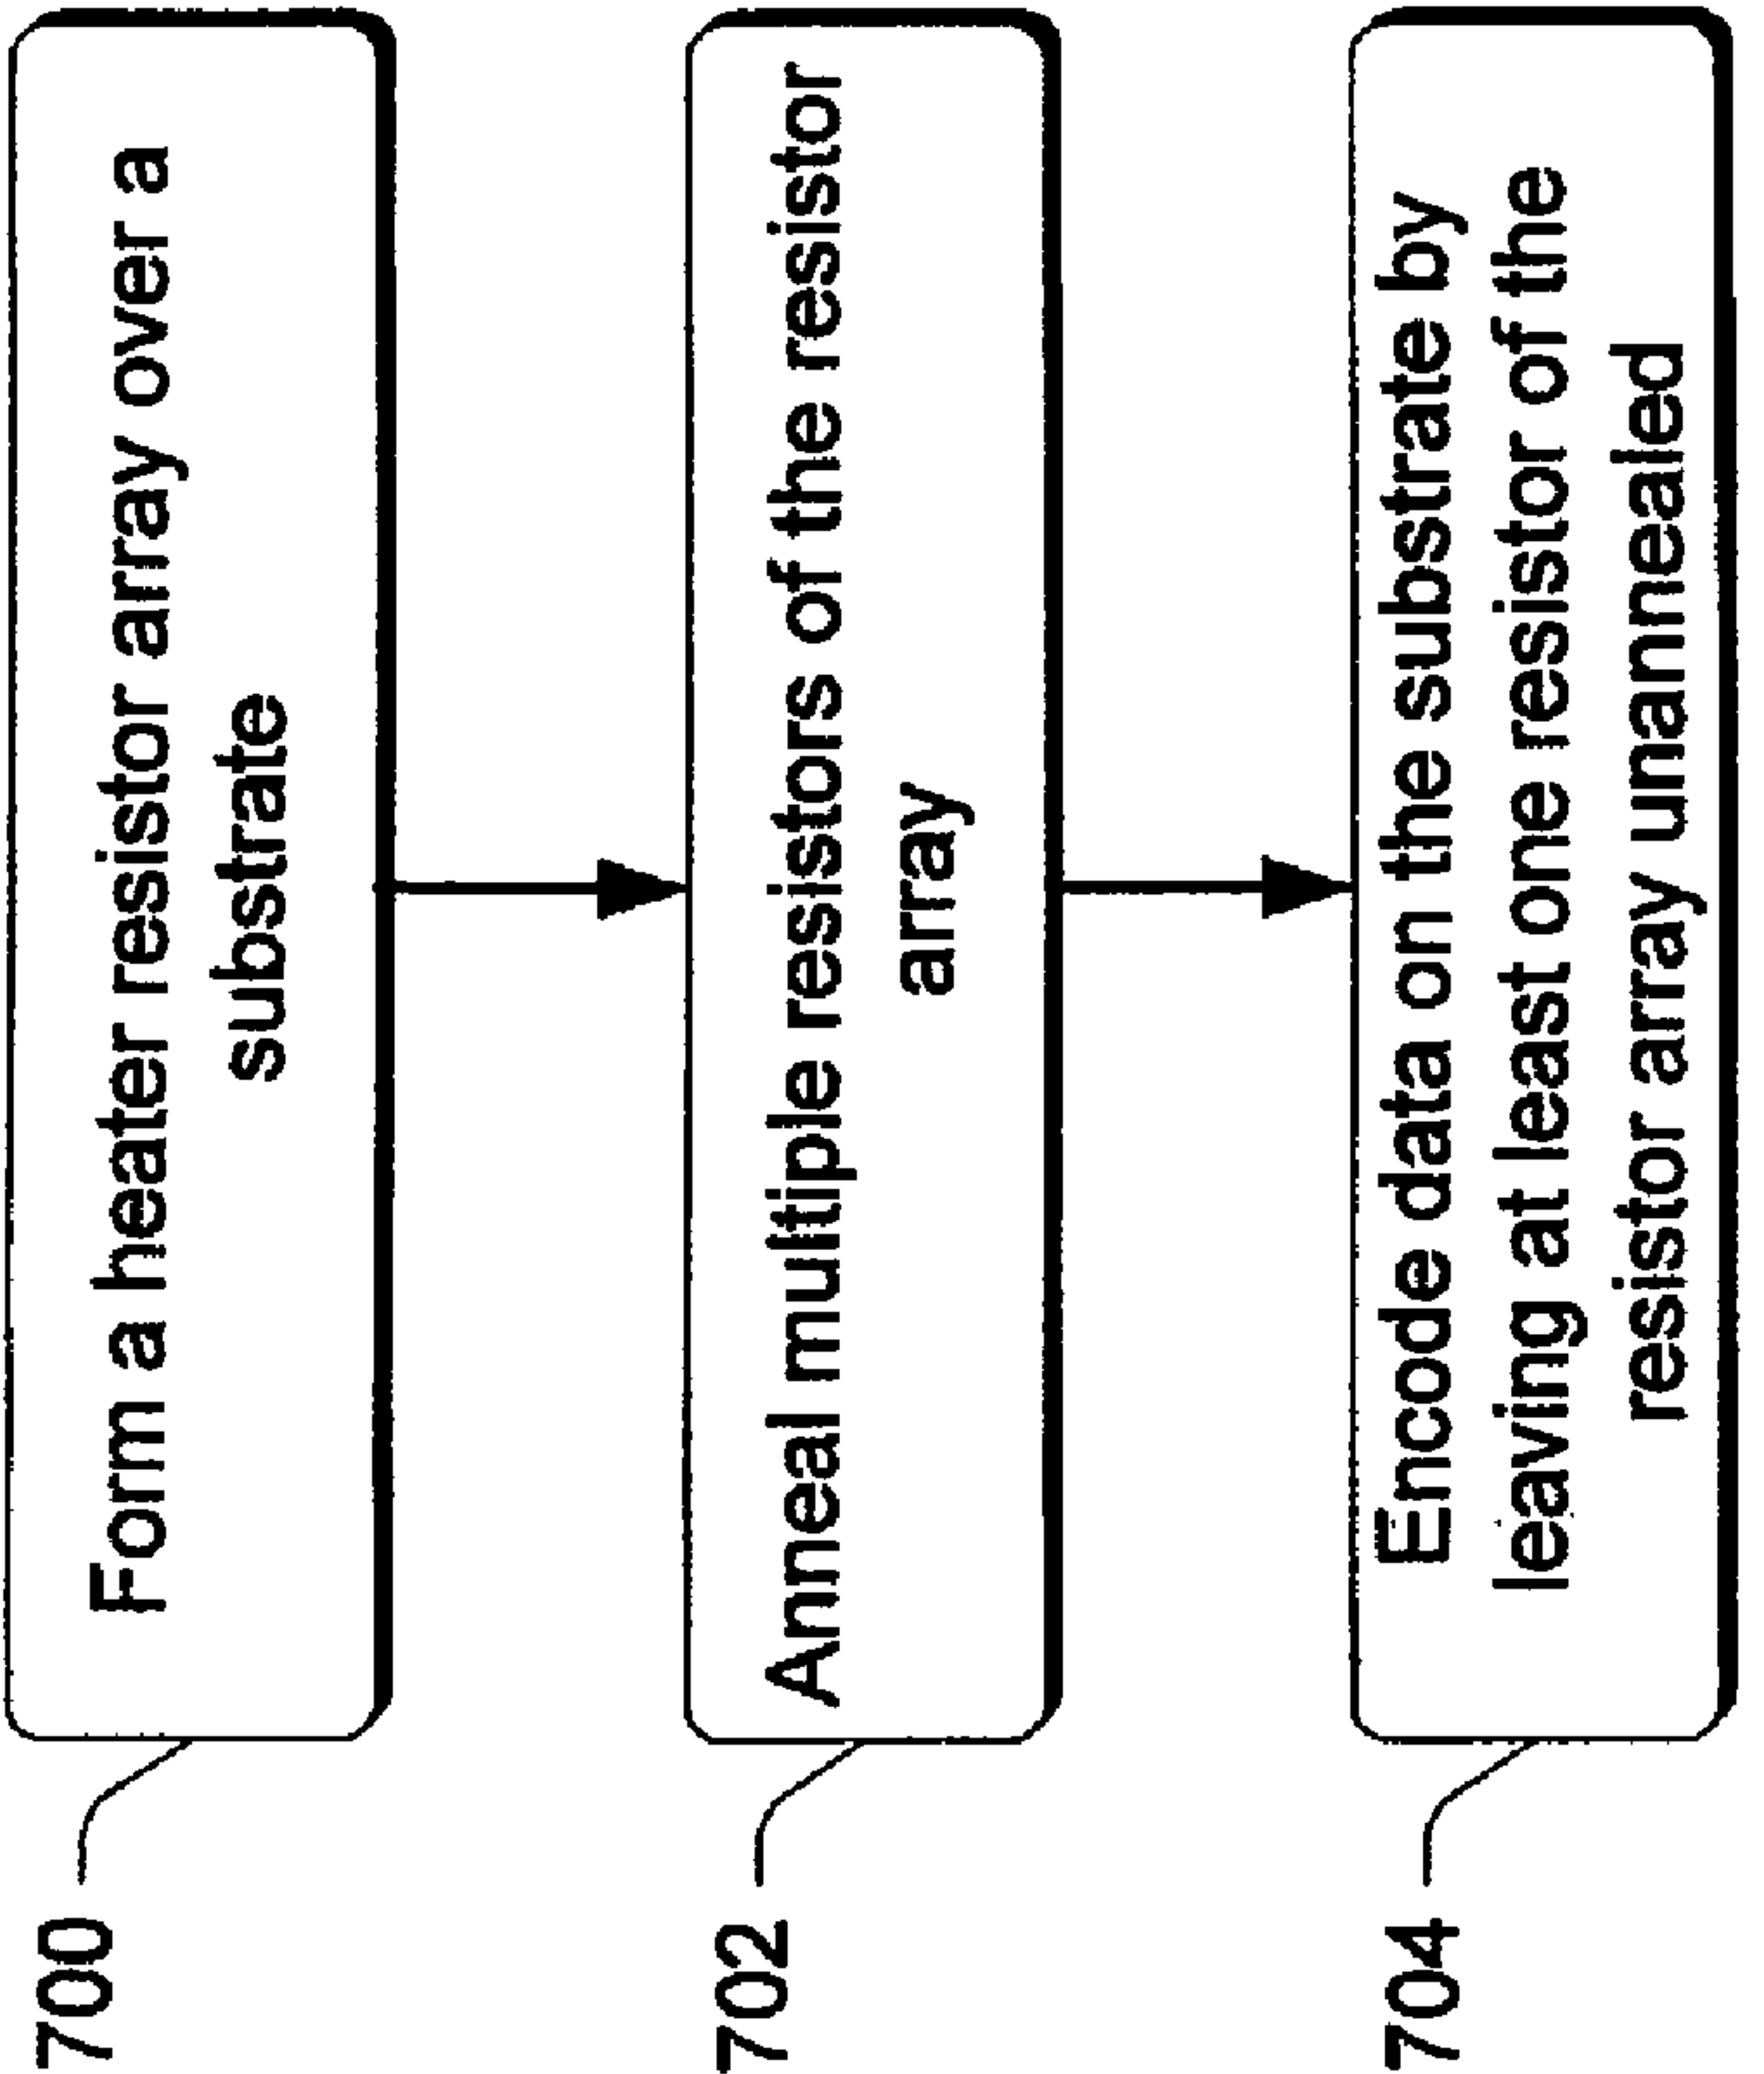 700
Form a heater resistor array over a
substrate
702
Anneal multiple resistors of the resistor
array
704
Encode data on the substrate by
leaving at least one resistor of the
resistor array unannealed